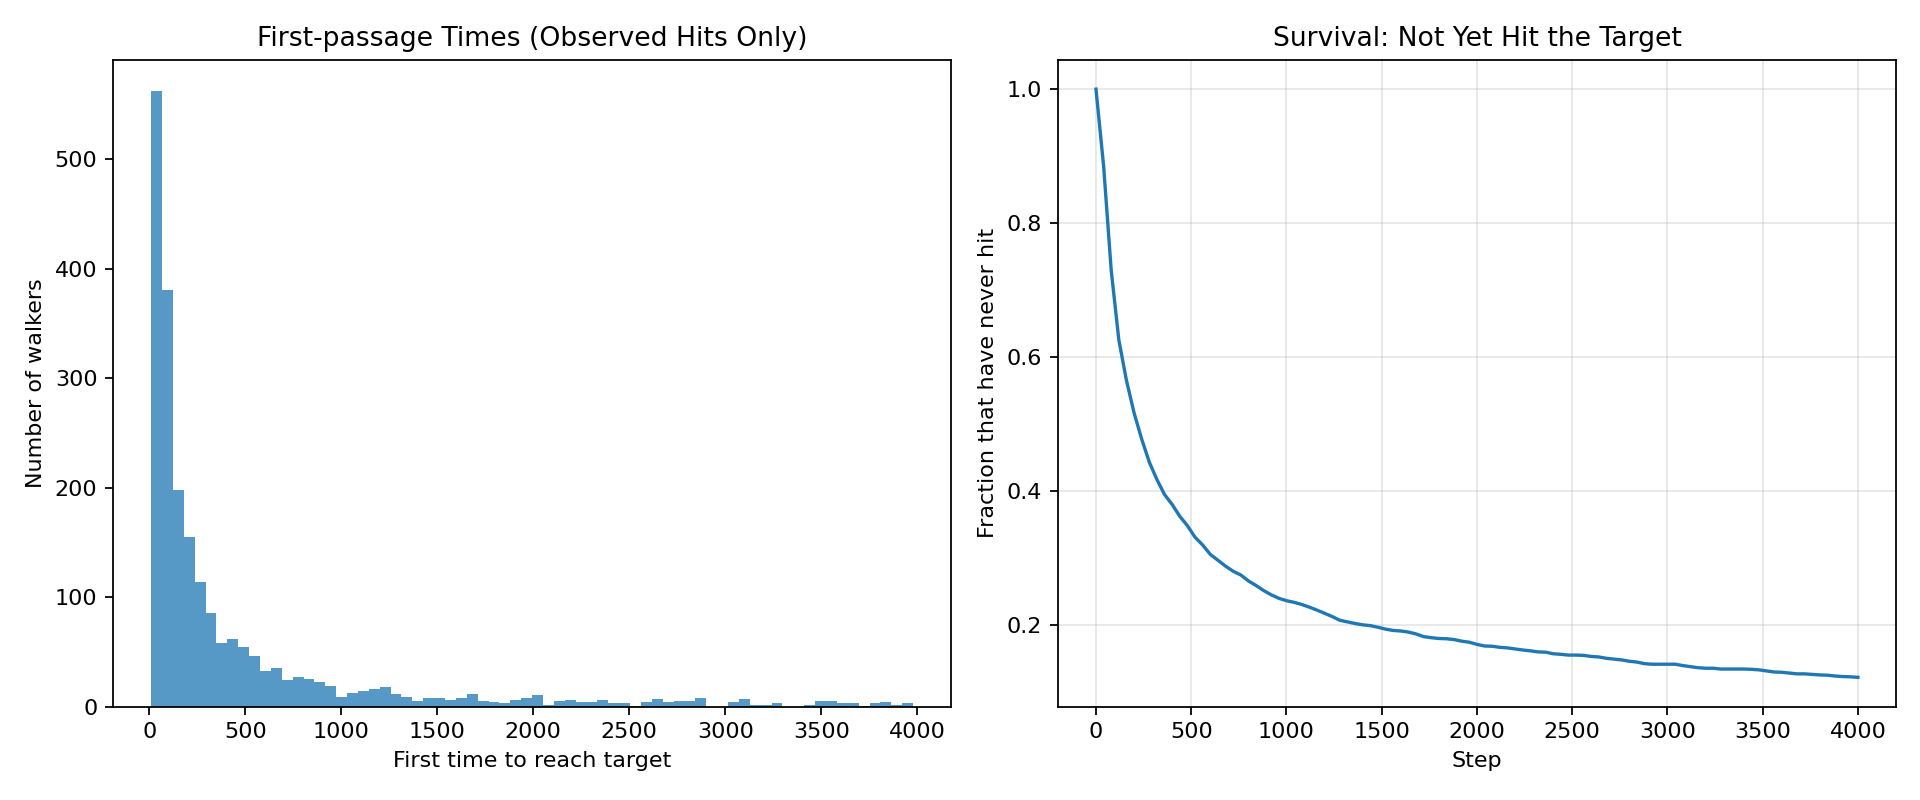 First-passage Times (Observed Hits Only)
Number of walkers
500
400
300
200
100
0
0 500 1000 1500 2000 2500 3000 3500 4000
First time to reach target
Survival: Not Yet Hit the Target
Fraction that have never hit
1.0
0.8
0.6
0.4
0.2
0 500 1000 1500 2000 2500 3000 3500 4000
Step